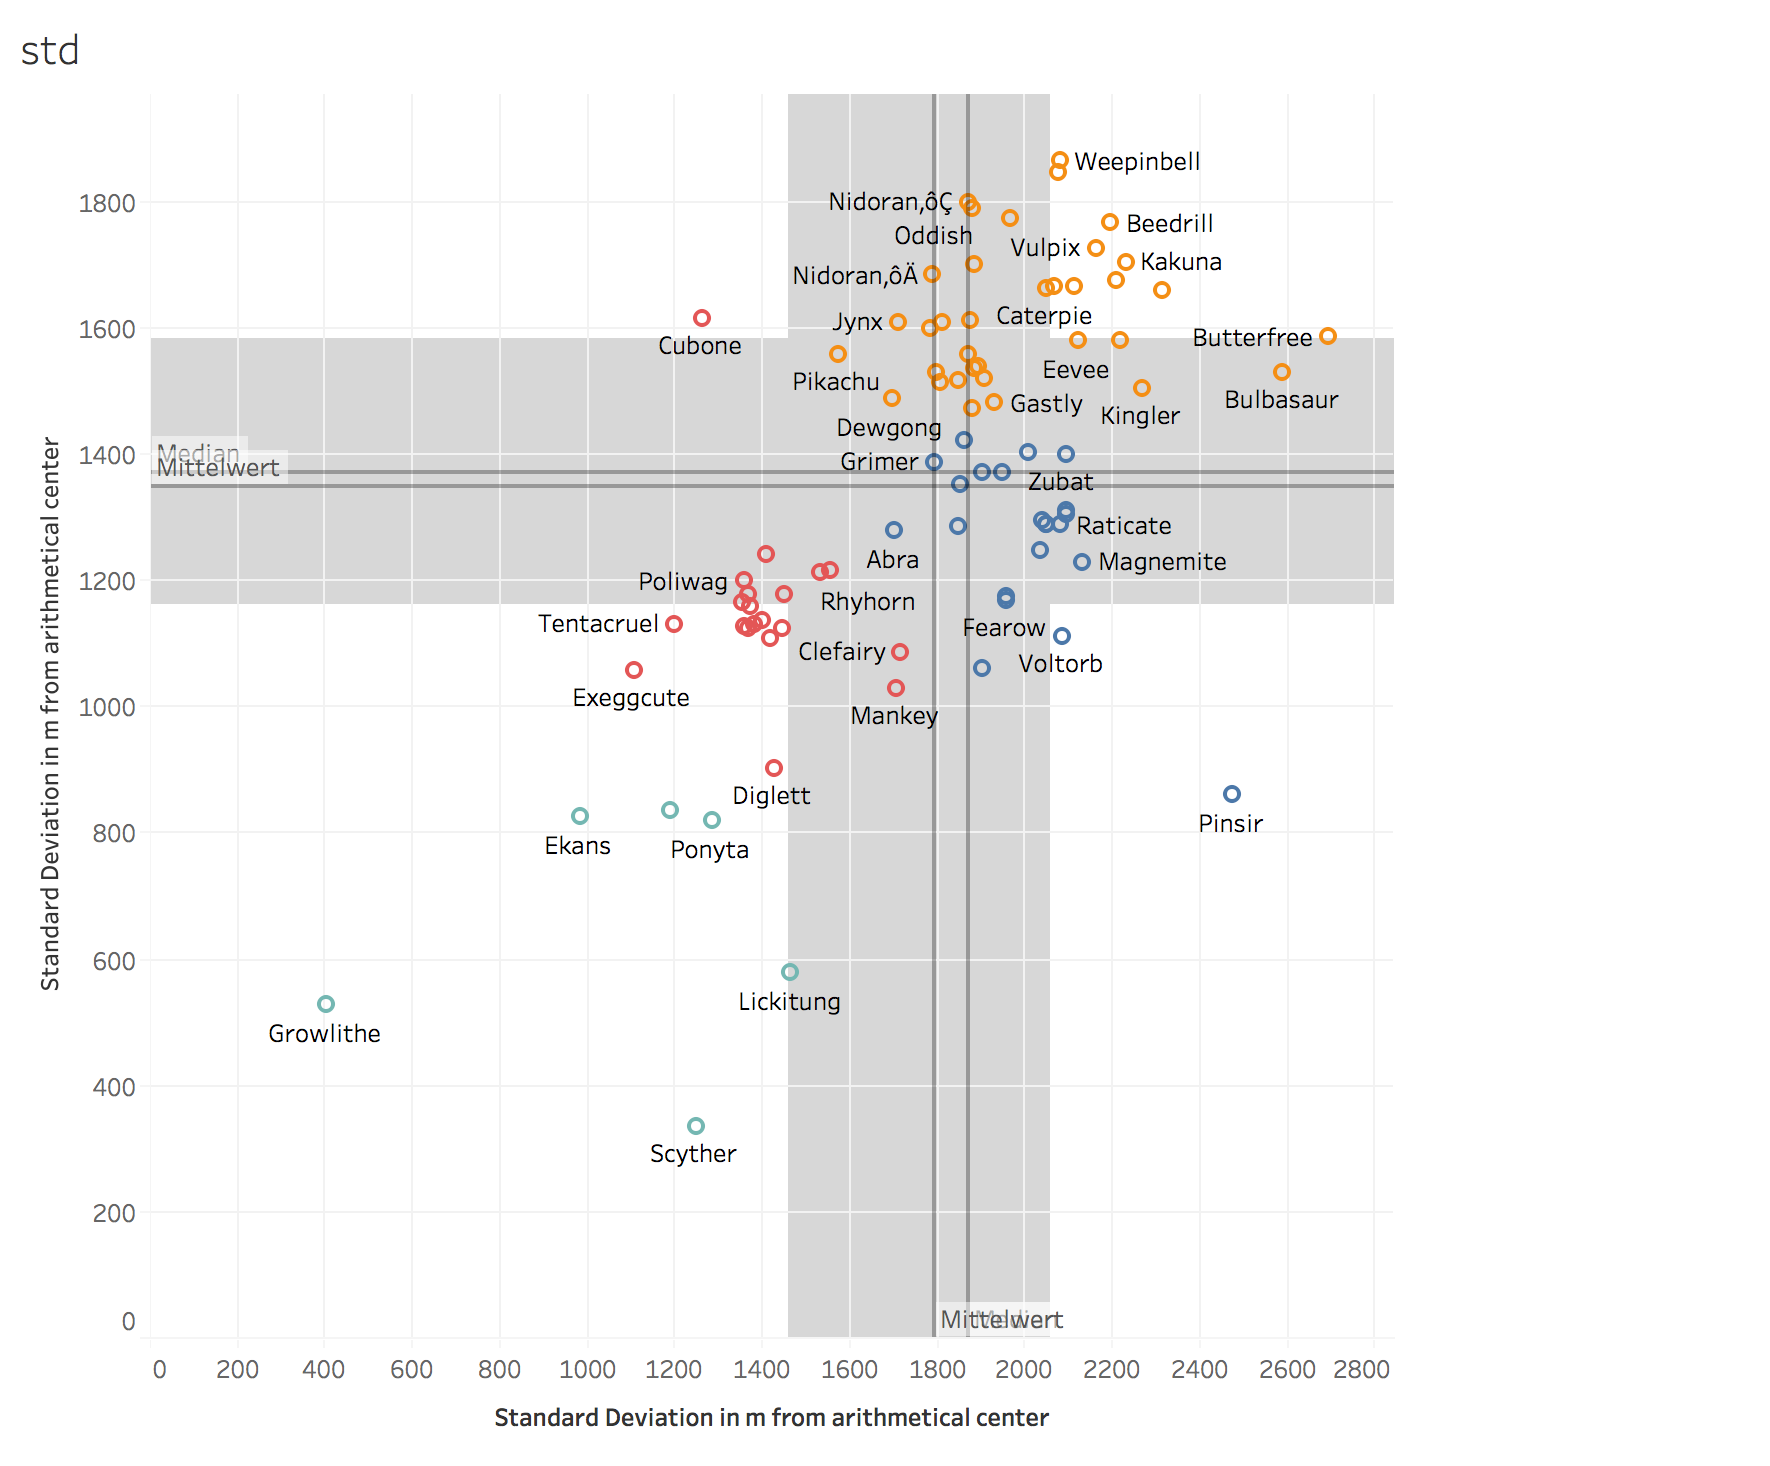 std
Standard Deviation in m from arithmetical center
1800
1600
1400
1200
1000
800
600
400
200
0
Median
Mittelwert
Weepinbell
Nidoran‚ôÇ
Beedrill
Oddish
Vulpix
Kakuna
Nidoran‚ôÄ
Caterpie
Jynx
Butterfree
Cubone
Eevee
Pikachu
Bulbasaur
Gastly
Kingler
Dewgong
Grimer
Zubat
Raticate
Abra
Magnemite
Poliwag
Rhyhorn
Tentacruel
Fearow
Clefairy
Voltorb
Exeggcute
Mankey
Diglett
Pinsir
Ekans
Ponyta
Lickitung
Growlithe
Scyther
Mittelwert
Median
0 200 400 600 800 1000 1200 1400 1600 1800 2000 2200 2400 2600 2800
Standard Deviation in m from arithmetical center